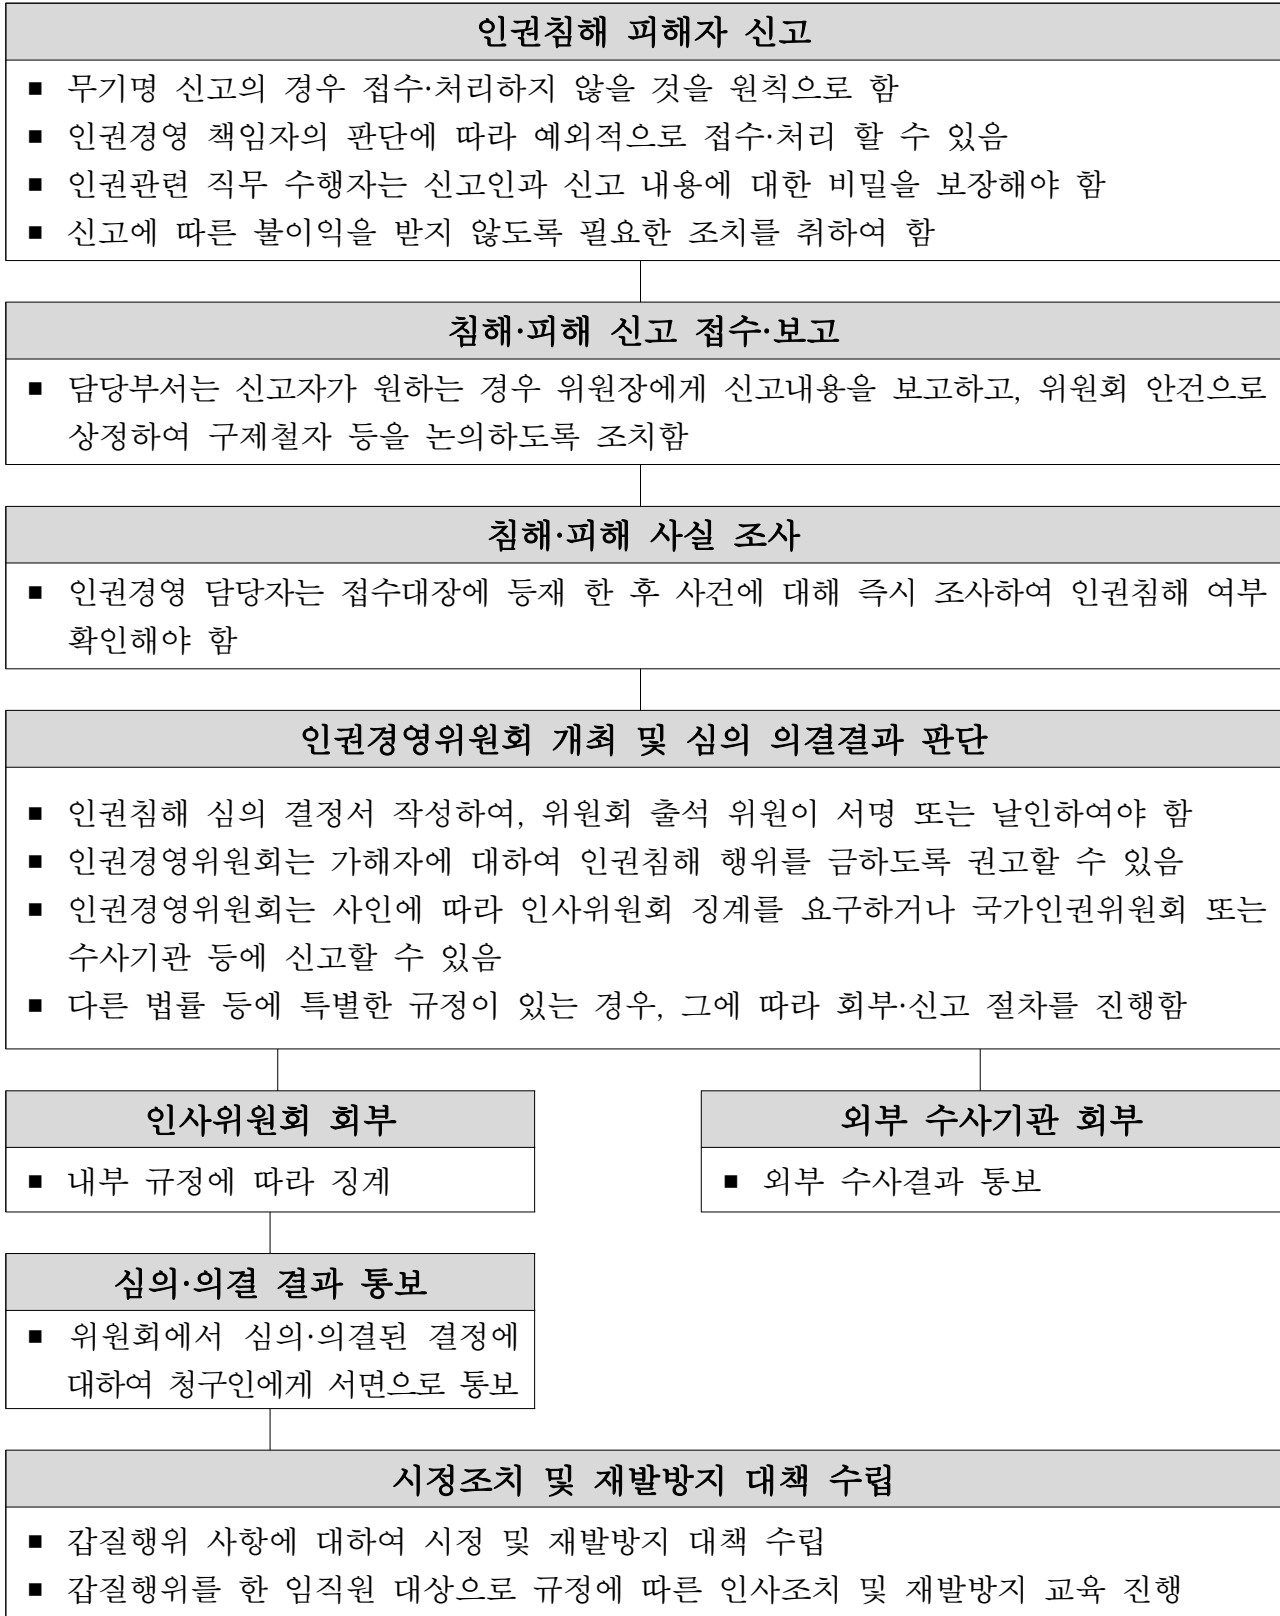 인권침해 피해자 신고
▪ 무기명 신고의 경우 접수·처리하지 않을 것을 원칙으로 함
▪ 인권경영 책임자의 판단에 따라 예외적으로 접수·처리 할 수 있음
▪ 인권관련 직무 수행자는 신고인과 신고 내용에 대한 비밀을 보장해야 함
▪ 신고에 따른 불이익을 받지 않도록 필요한 조치를 취하여 함
침해·피해 신고 접수·보고
▪ 담당부서는 신고자가 원하는 경우 위원장에게 신고내용을 보고하고, 위원회 안건으로
상정하여 구제철자 등을 논의하도록 조치함
침해·피해 사실 조사
▪ 인권경영 담당자는 접수대장에 등재 한 후 사건에 대해 즉시 조사하여 인권침해 여부
확인해야 함
인권경영위원회 개최 및 심의 의결결과 판단
▪ 인권침해 심의 결정서 작성하여, 위원회 출석 위원이 서명 또는 날인하여야 함
▪ 인권경영위원회는 가해자에 대하여 인권침해 행위를 금하도록 권고할 수 있음
▪ 인권경영위원회는 사인에 따라 인사위원회 징계를 요구하거나 국가인권위원회 또는
수사기관 등에 신고할 수 있음
▪ 다른 법률 등에 특별한 규정이 있는 경우, 그에 따라 회부·신고 절차를 진행함
인사위원회 회부
▪ 내부 규정에 따라 징계
외부 수사기관 회부
▪ 외부 수사결과 통보
심의·의결 결과 통보
▪ 위원회에서 심의·의결된 결정에
대하여 청구인에게 서면으로 통보
시정조치 및 재발방지 대책 수립
▪ 갑질행위 사항에 대하여 시정 및 재발방지 대책 수립
▪ 갑질행위를 한 임직원 대상으로 규정에 따른 인사조치 및 재발방지 교육 진행